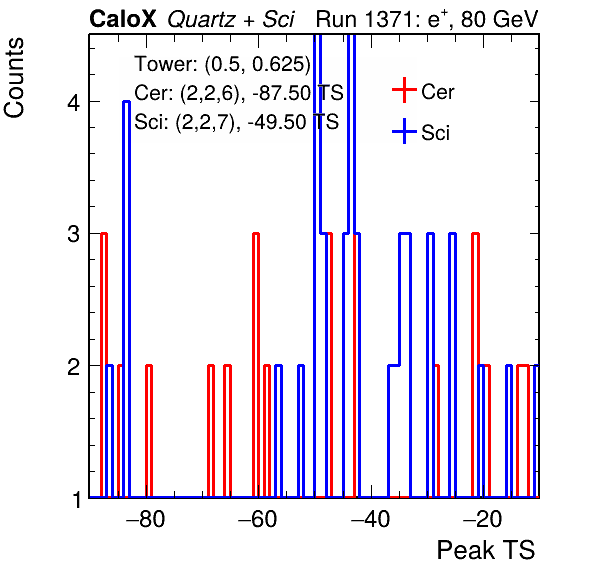 CaloX Quartz + Sci Run 1371: e+, 80 GeV
Counts
Tower: (0.5, 0.625)
Cer: (2,2,6), -87.50 TS
Sci: (2,2,7), -49.50 TS
Cer
Sci
4
3
2
1
−80 −60 −40 −20
Peak TS